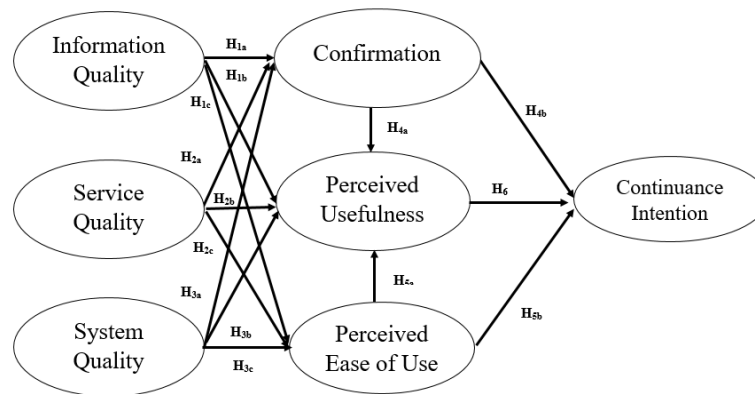 Information
Quality
H1a
Confirmation
H1b
H1c
H4a
H4b
H2a
Service
Quality
H2b
Perceived
Usefulness
H6
Continuance
Intention
H2c
H3a
H5a
System
Quality
H3b
H3c
Perceived
Ease of Use
H5b